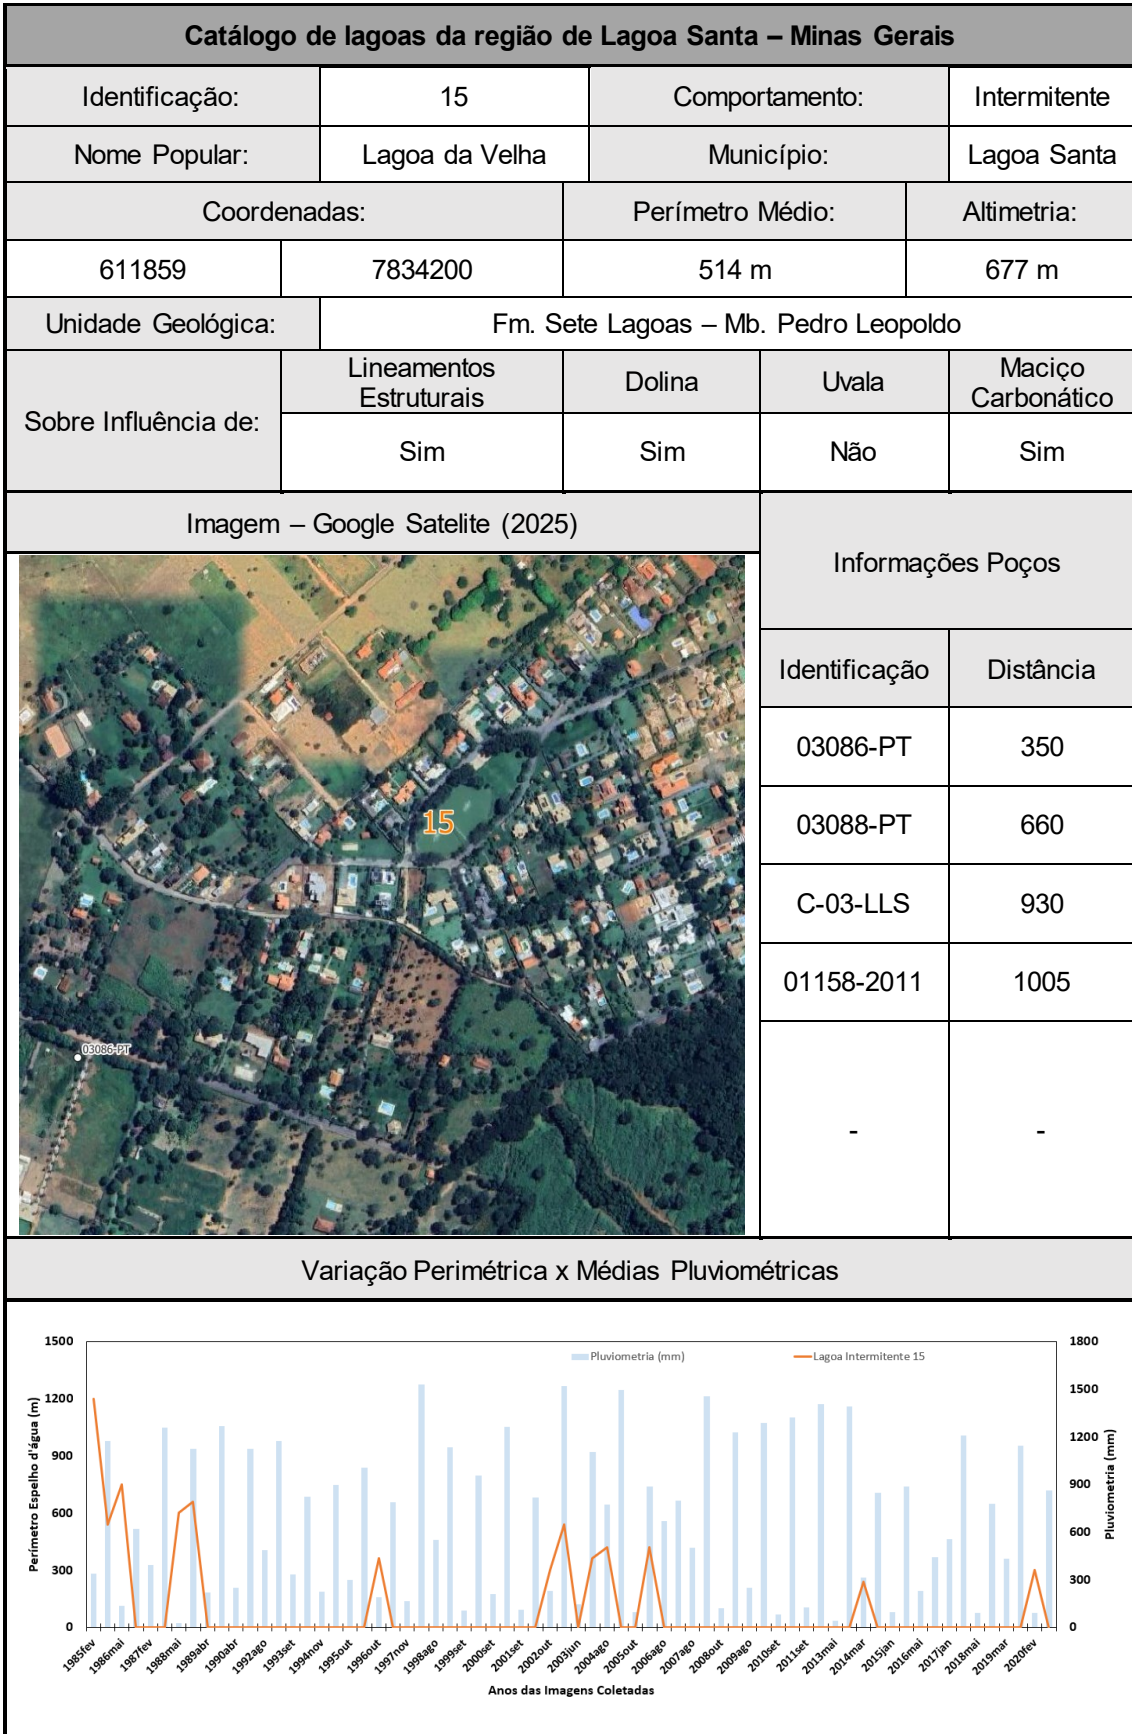 Catálogo de lagoas da região de Lagoa Santa – Minas Gerais
Identificação: 15 Comportamento: Intermitente
Nome Popular: Lagoa da Velha Município: Lagoa Santa
Coordenadas: Perímetro Médio: Altimetria:
611859 7834200 514 m 677 m
Unidade Geológica: Fm. Sete Lagoas – Mb. Pedro Leopoldo
Sobre Influência de:
Lineamentos Estruturais Dolina Uvala Maciço Carbonático
Sim Sim Não Sim
Imagem – Google Satelite (2025)
15
03086-PT
Informações Poços
Identificação Distância
03086-PT 350
03088-PT 660
C-03-LLS 930
01158-2011 1005
- -
Variação Perimétrica x Médias Pluviométricas
Pluviometria (mm) Lagoa Intermitente 15
Perímetro Espelho d'água (m)
1500
1200
900
600
300
0
1800
1500
1200
900
600
300
0
Pluviometria (mm)
1985fev 1986mai 1987fev 1988mai 1989abr 1990abr 1992ago 1993set 1994nov 1995out 1996out 1997nov 1998ago 1999set 2000set 2001set 2002out 2003jun 2004ago 2005out 2006ago 2007ago 2008out 2009ago 2010set 2011set 2013mai 2014mar 2015jan 2016mai 2017jan 2018mai 2019mar 2020fev
Anos das Imagens Coletadas